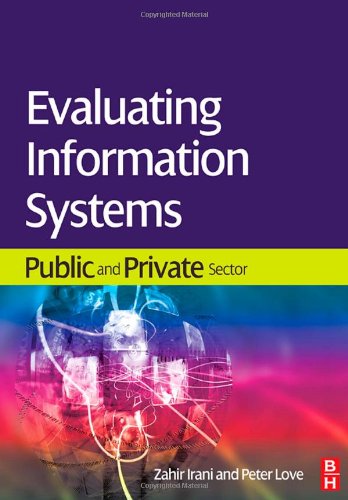 Evaluating
Information
Systems
Public and Private Sector
Zahir Irani and Peter Love
B
H